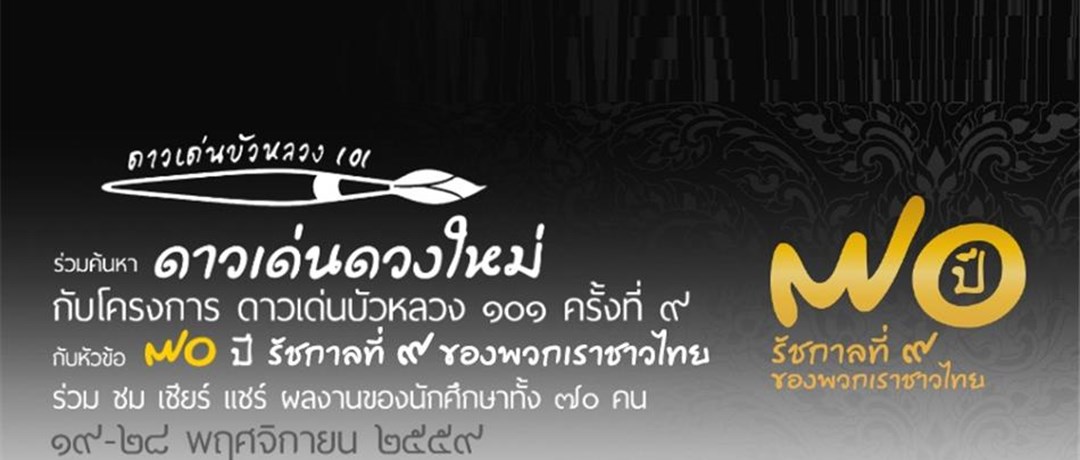 ดาวเด่นบัวหลวง ๑๐๑
ร่วมค้นหา ดาวเด่นดวงใหม่
กับโครงการ ดาวเด่นบัวหลวง ๑๐๑ ครั้งที่ ๙
กับหัวข้อ ๗๐ ปี รัชกาลที่ ๙ ของพวกเราชาวไทย
ร่วม ชม เชียร์ แชร์ ผลงานของนักศึกษาทั้ง ๗๐ คน
๑๙-๒๘ พฤศจิกายน ๒๕๕๙
๗๐ ปี
รัชกาลที่ ๙
ของพวกเราชาวไทย